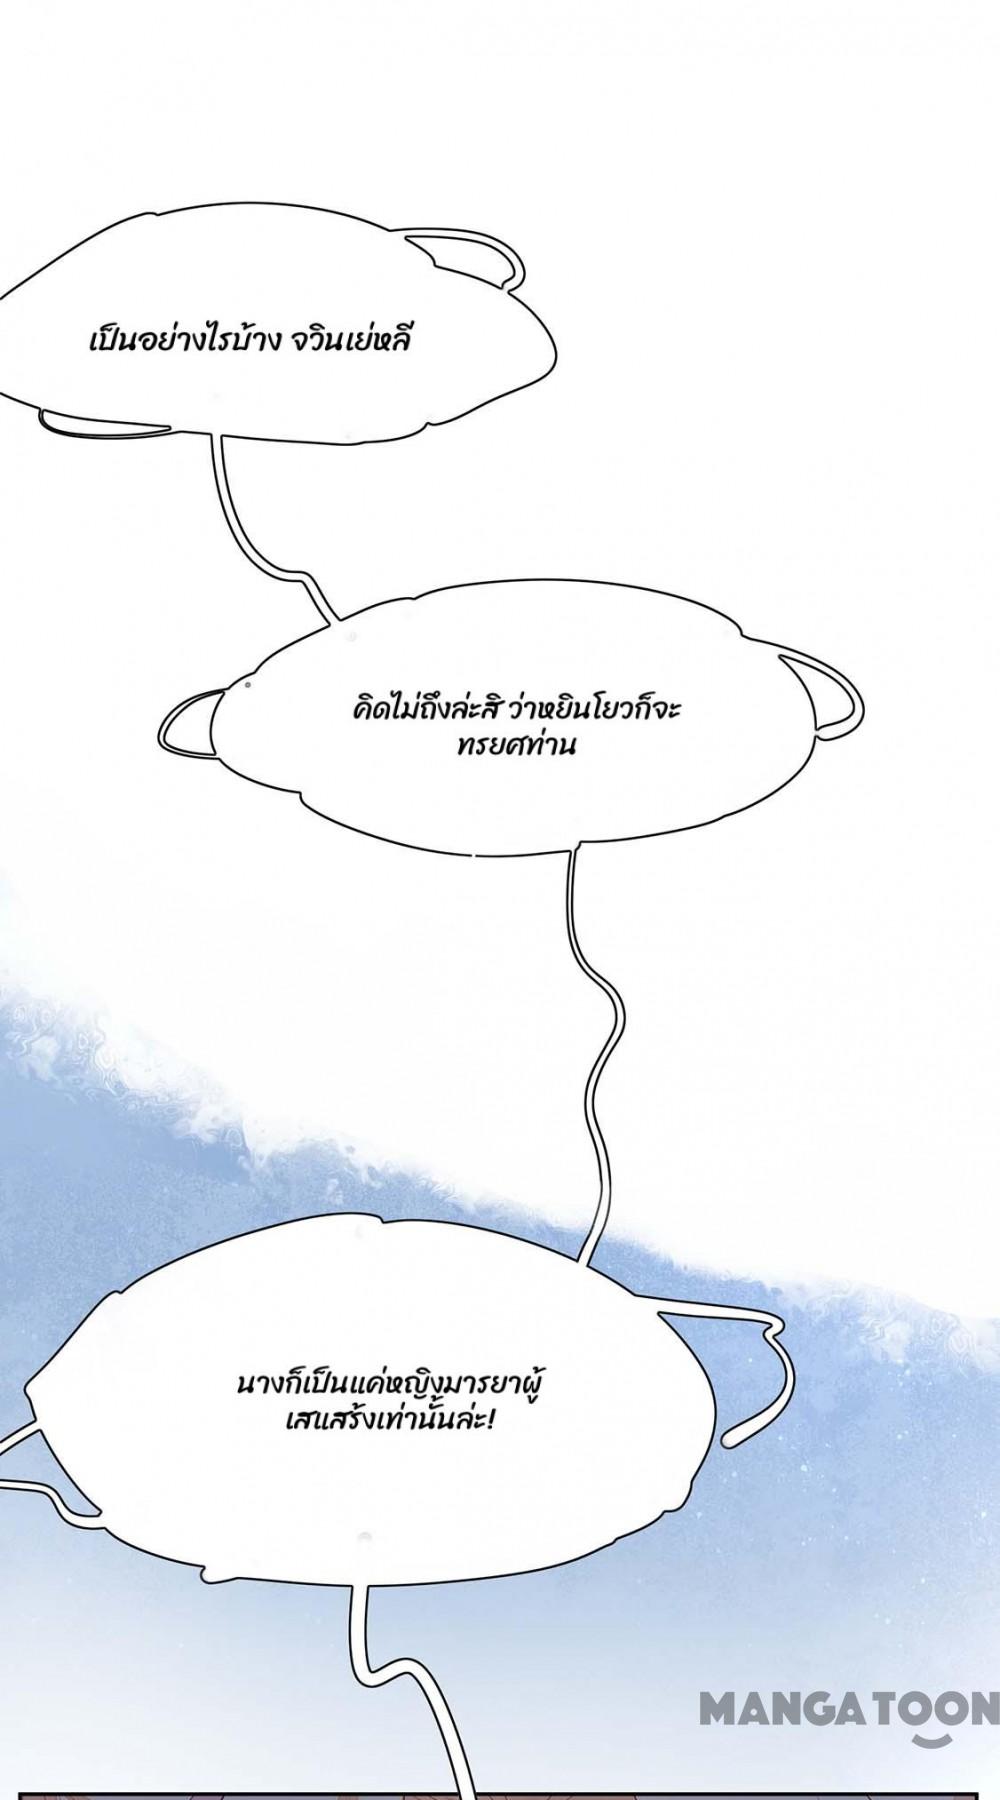 เป็นอย่างไรบ้าง จวินเย่หลี
คิดไม่ถึงล่ะสิ ว่าหยินโยวก็จะ
ทรยศท่าน
นางก็เป็นแค่หญิงมารยาผู้
เสแสร้งเท่านั้นล่ะ!
MANGATOON